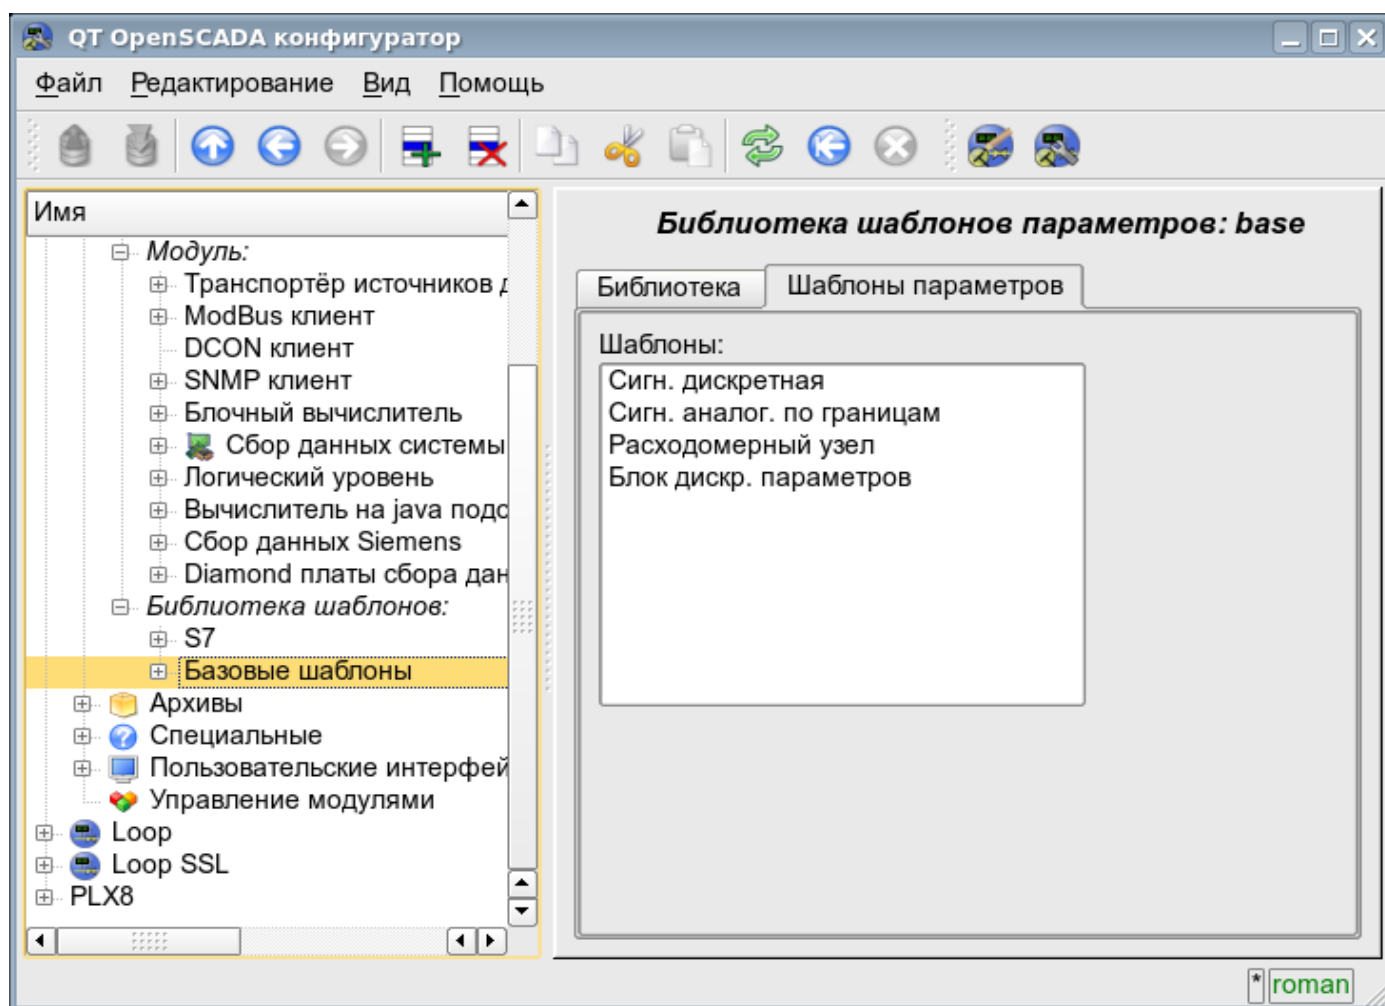 QT OpenSCADA конфигуратор
Файл Редактирование Вид Помощь
Имя
Модуль:
Транспортёр источников д
ModBus клиент
DCON клиент
SNMP клиент
Блочный вычислитель
Сбор данных системы
Логический уровень
Вычислитель на java подо
Сбор данных Siemens
Diamond платы сбора дан
Библиотека шаблонов:
S7
Базовые шаблоны
Архивы
Специальные
Пользовательские интерфей
Управление модулями
Loop
Loop SSL
PLX8
Библиотека шаблонов параметров: base
Библиотека Шаблоны параметров
Шаблоны:
Сигн. дискретная
Сигн. аналог. по границам
Расходомерный узел
Блок дискр. параметров
* roman